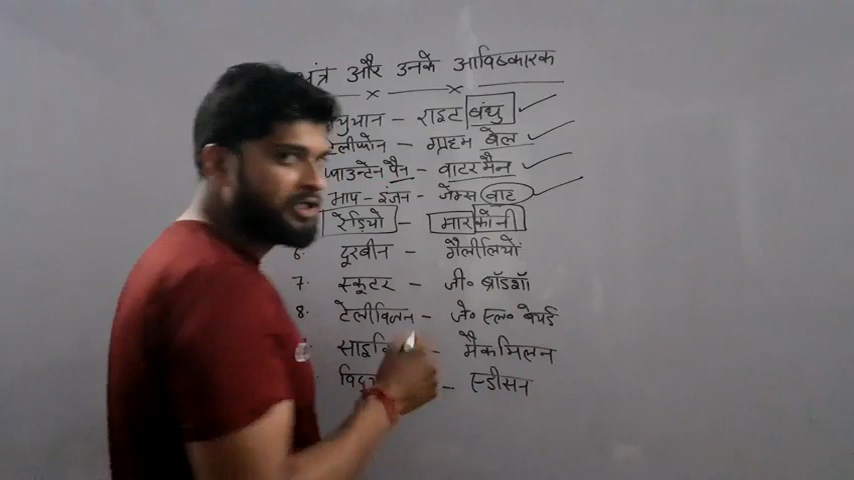 यंत्र और उनके आविष्कारक
वायुयान - राइट बंधु
टेलीफोन - ग्राहम बेल
फाउन्टेन पैन - वाटर मैन
भाप - इंजन - जेम्स वाट
रेडियो - मारकोनी
6. दूरबीन - गैलीलियो
7. स्कूटर - जी० ब्रॉडशॉ
8. टेलीविजन - जे० एल० बेयर्ड
- मैकमिलन
- एडीसन